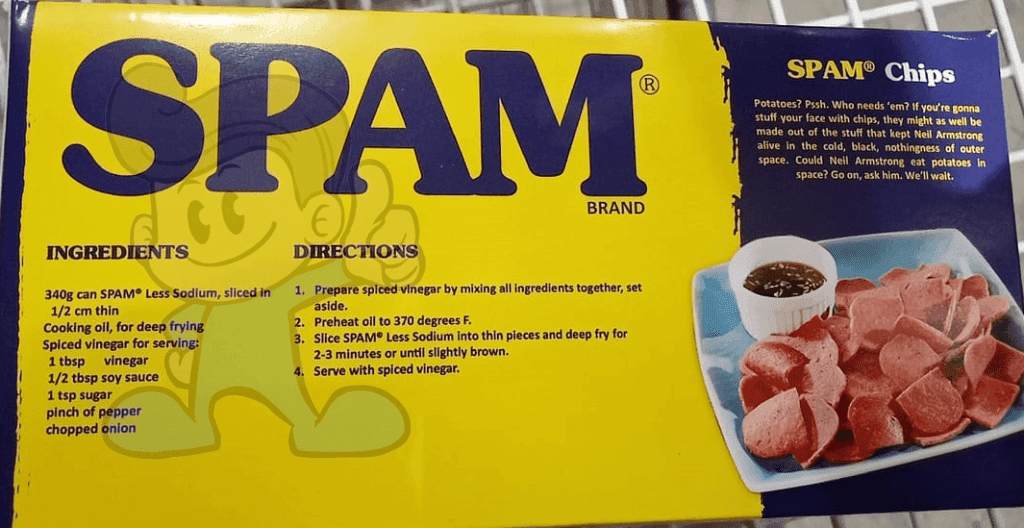 SPAM®
BRAND
INGREDIENTS
340g can SPAM® Less Sodium, sliced in
1/2 cm thin
Cooking oil, for deep frying
Spiced vinegar for serving:
1 tbsp vinegar
1/2 tbsp soy sauce
1 tsp sugar
pinch of pepper
chopped onion
DIRECTIONS
1. Prepare spiced vinegar by mixing all ingredients together, set
aside.
2. Preheat oil to 370 degrees F.
3. Slice SPAM® Less Sodium into thin pieces and deep fry for
2-3 minutes or until slightly brown.
4. Serve with spiced vinegar.
SPAM® Chips
Potatoes? Pssh. Who needs 'em? If you're gonna
stuff your face with chips, they might as well be
made out of the stuff that kept Neil Armstrong
alive in the cold, black, nothingness of outer
space. Could Neil Armstrong eat potatoes in
space? Go on, ask him. We'll wait.